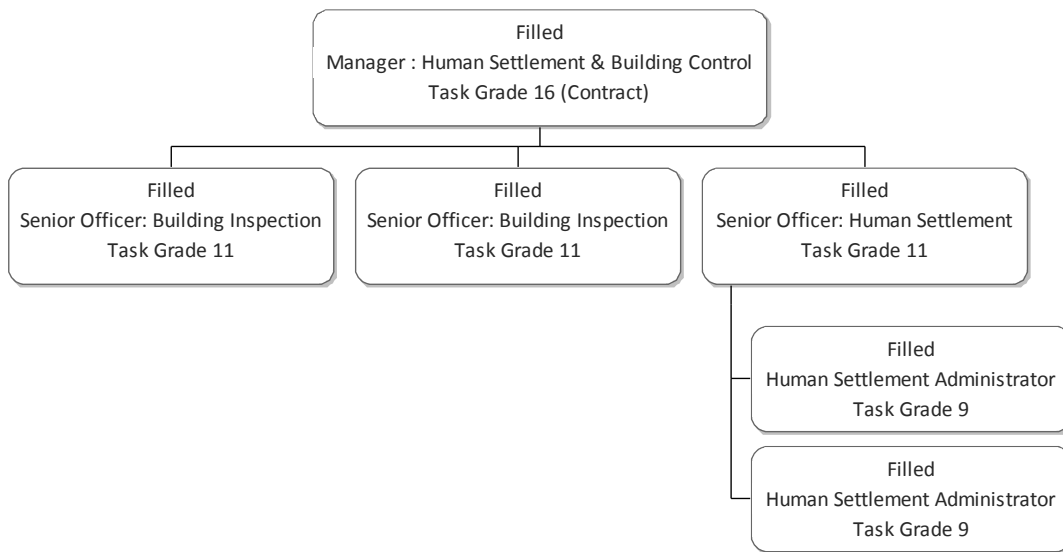 Filled
Manager : Human Settlement & Building Control
Task Grade 16 (Contract)
Filled
Senior Officer: Building Inspection
Task Grade 11
Filled
Senior Officer: Building Inspection
Task Grade 11
Filled
Senior Officer: Human Settlement
Task Grade 11
Filled
Human Settlement Administrator
Task Grade 9
Filled
Human Settlement Administrator
Task Grade 9